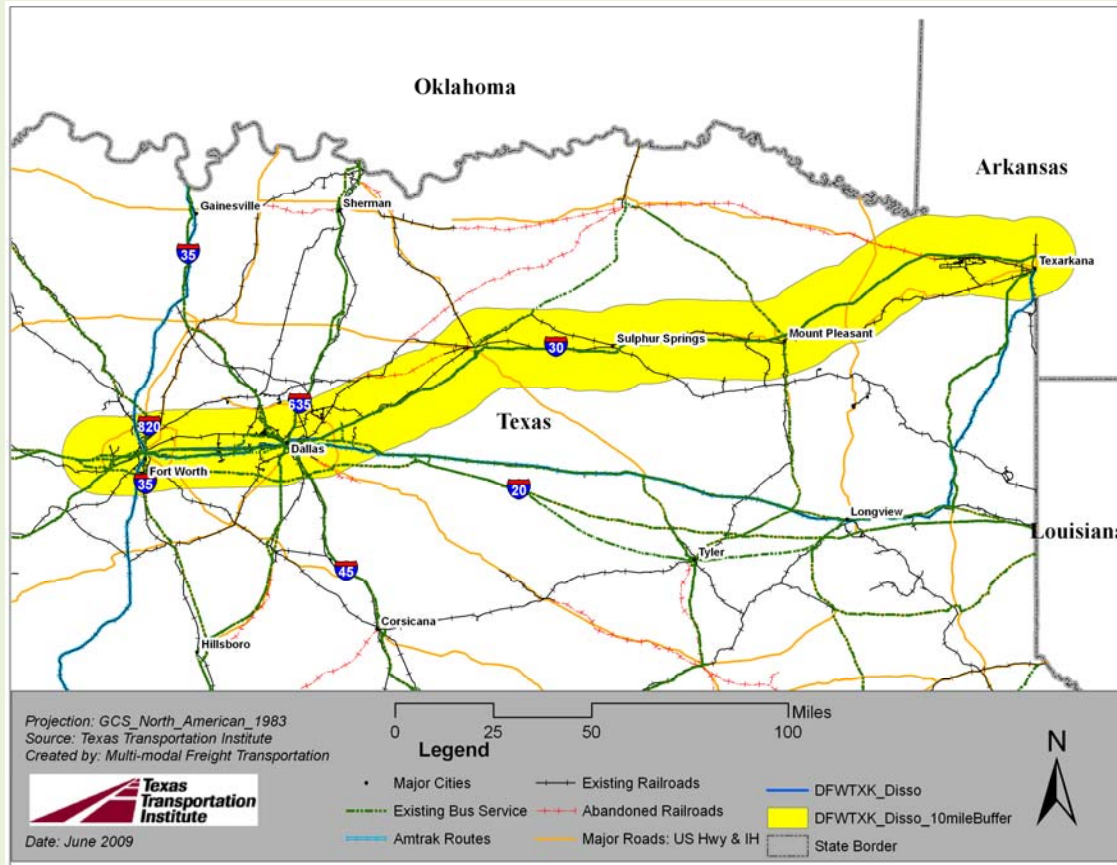 Oklahoma
Arkansas
Gainesville
Sherman
35
Texarkana
30
Sulphur Springs
Mount Pleasant
635
820
Texas
Dallas
Fort Worth
35
20
Longview
Louisiana
Tyler
45
Corsicana
Hillsboro
Projection: GCS_North_American_1983
Source: Texas Transportation Institute
Created by: Multi-modal Freight Transportation
Texas
Transportation
Institute
Date: June 2009
Miles
0 25 50 100
Legend
Major Cities
Existing Bus Service
Amtrak Routes
Existing Railroads
Abandoned Railroads
Major Roads: US Hwy & IH
DFWTXK_Disso
DFWTXK_Disso_10mileBuffer
State Border
N